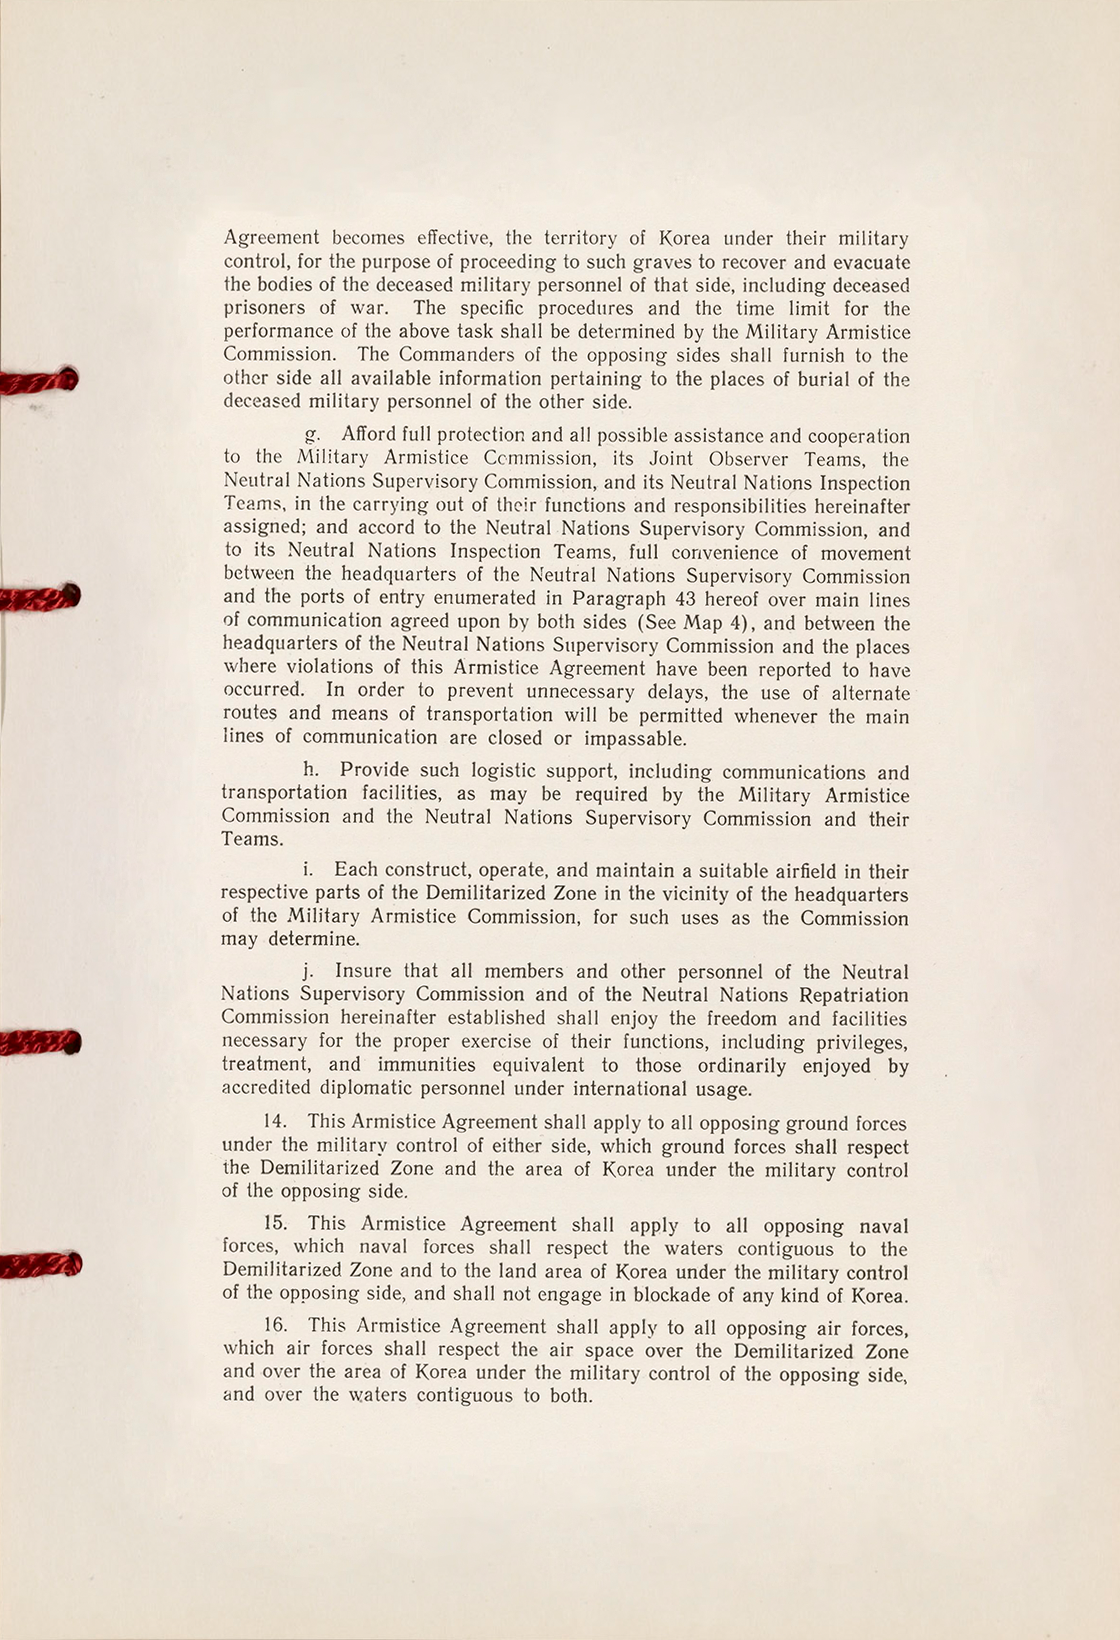 Agreement becomes effective, the territory of Korea under their military
control, for the purpose of proceeding to such graves to recover and evacuate
the bodies of the deceased military personnel of that side, including deceased
prisoners of war. The specific procedures and the time limit for the
performance of the above task shall be determined by the Military Armistice
Commission. The Commanders of the opposing sides shall furnish to the
other side all available information pertaining to the places of burial of the
deceased military personnel of the other side.
g. Afford full protection and all possible assistance and cooperation
to the Military Armistice Commission, its Joint Observer Teams, the
Neutral Nations Supervisory Commission, and its Neutral Nations Inspection
Teams, in the carrying out of their functions and responsibilities hereinafter
assigned; and accord to the Neutral Nations Supervisory Commission, and
to its Neutral Nations Inspection Teams, full convenience of movement
between the headquarters of the Neutral Nations Supervisory Commission
and the ports of entry enumerated in Paragraph 43 hereof over main lines
of communication agreed upon by both sides (See Map 4), and between the
headquarters of the Neutral Nations Supervisory Commission and the places
where violations of this Armistice Agreement have been reported to have
occurred. In order to prevent unnecessary delays, the use of alternate
routes and means of transportation will be permitted whenever the main
lines of communication are closed or impassable.
h. Provide such logistic support, including communications and
transportation facilities, as may be required by the Military Armistice
Commission and the Neutral Nations Supervisory Commission and their
Teams.
i. Each construct, operate, and maintain a suitable airfield in their
respective parts of the Demilitarized Zone in the vicinity of the headquarters
of the Military Armistice Commission, for such uses as the Commission
may determine.
j. Insure that all members and other personnel of the Neutral
Nations Supervisory Commission and of the Neutral Nations Repatriation
Commission hereinafter established shall enjoy the freedom and facilities
necessary for the proper exercise of their functions, including privileges,
treatment, and immunities equivalent to those ordinarily enjoyed by
accredited diplomatic personnel under international usage.
14. This Armistice Agreement shall apply to all opposing ground forces
under the military control of either side, which ground forces shall respect
the Demilitarized Zone and the area of Korea under the military control
of the opposing side.
15. This Armistice Agreement shall apply to all opposing naval
forces, which naval forces shall respect the waters contiguous to the
Demilitarized Zone and to the land area of Korea under the military control
of the opposing side, and shall not engage in blockade of any kind of Korea.
16. This Armistice Agreement shall apply to all opposing air forces,
which air forces shall respect the air space over the Demilitarized Zone
and over the area of Korea under the military control of the opposing side,
and over the waters contiguous to both.